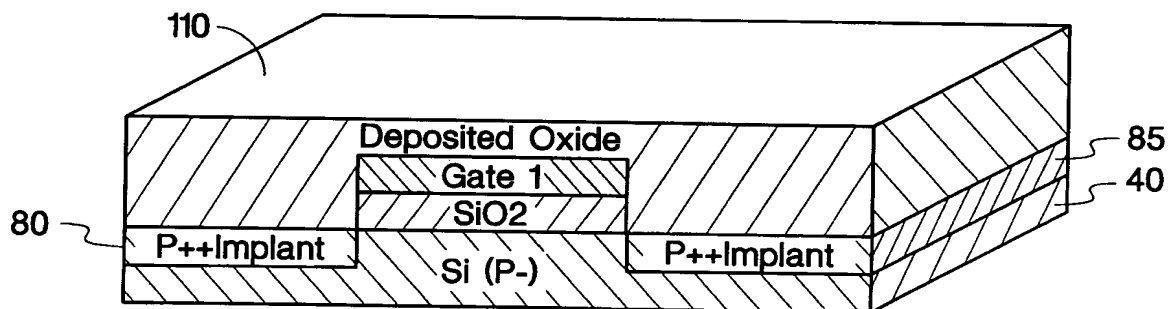 110
Deposited Oxide
Gate 1
SiO2
85
40
80
P++Implant
P++Implant
Si (P-)